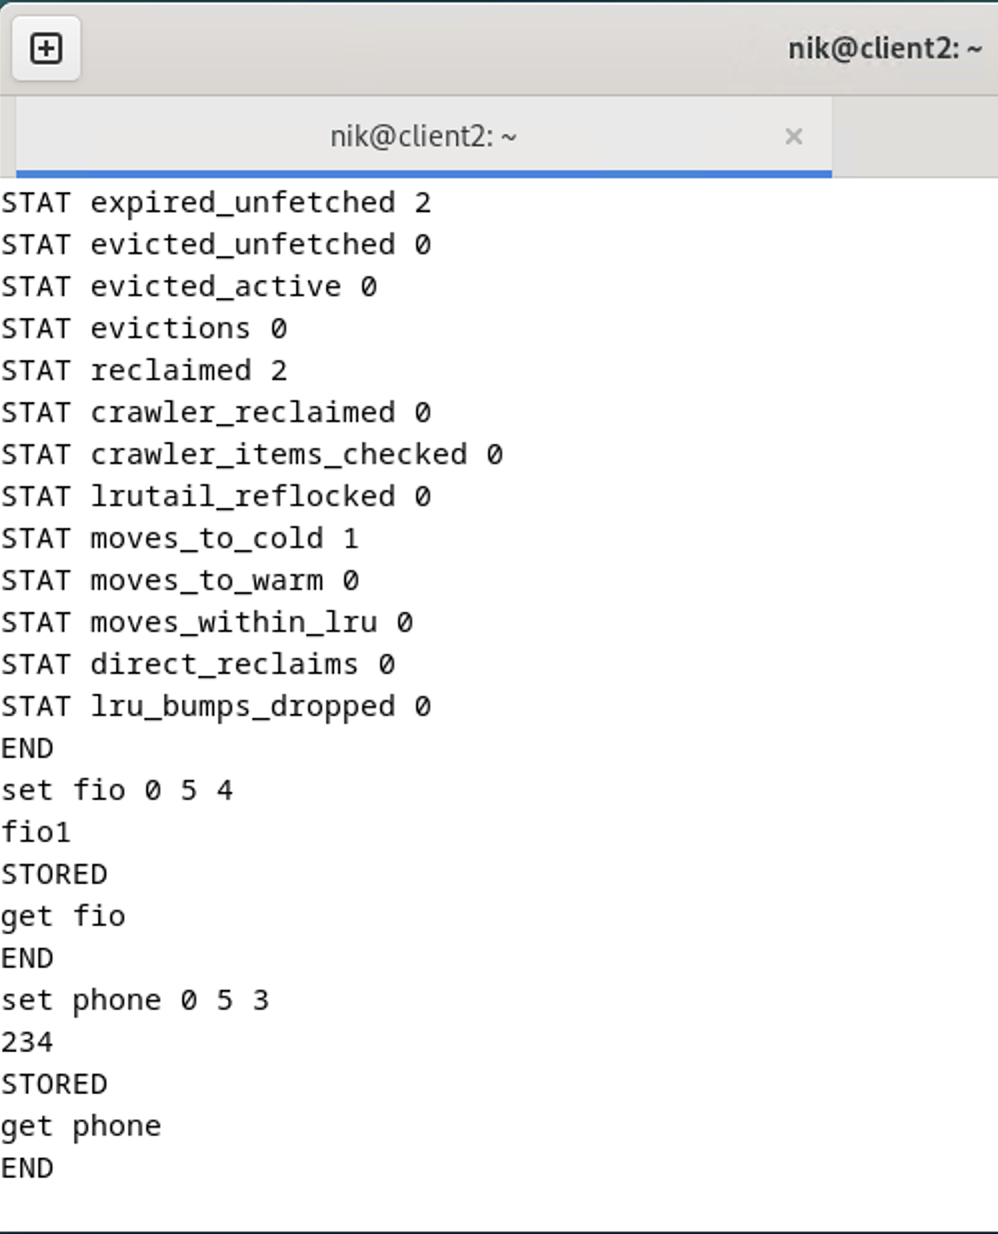 nik@client2: ~
nik@client2: ~ ×
STAT expired_unfetched 2
STAT evicted_unfetched 0
STAT evicted_active 0
STAT evictions 0
STAT reclaimed 2
STAT crawler_reclaimed 0
STAT crawler_items_checked 0
STAT lrutail_reflocked 0
STAT moves_to_cold 1
STAT moves_to_warm 0
STAT moves_within_lru 0
STAT direct_reclaims 0
STAT lru_bumps_dropped 0
END
set fio 0 5 4
fio1
STORED
get fio
END
set phone 0 5 3
234
STORED
get phone
END